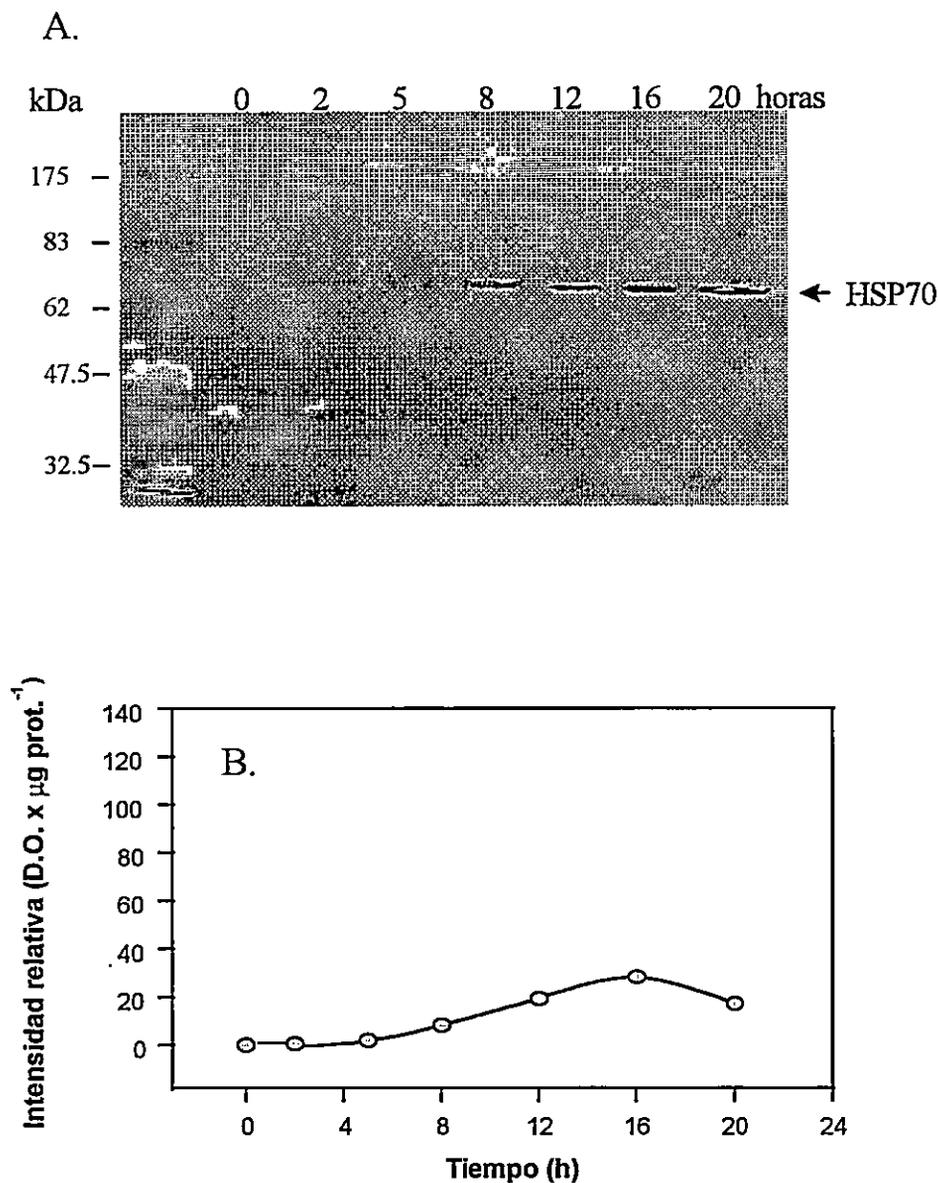 A.
kDa 0 2 5 8 12 16 20 horas
175
83
HSP70
62
47.5
32.5
Intensidad relativa (D.O. x µg prot.⁻¹)
140
B.
120
100
80
60
40
20
0
0 4 8 12 16 20 24
Tiempo (h)